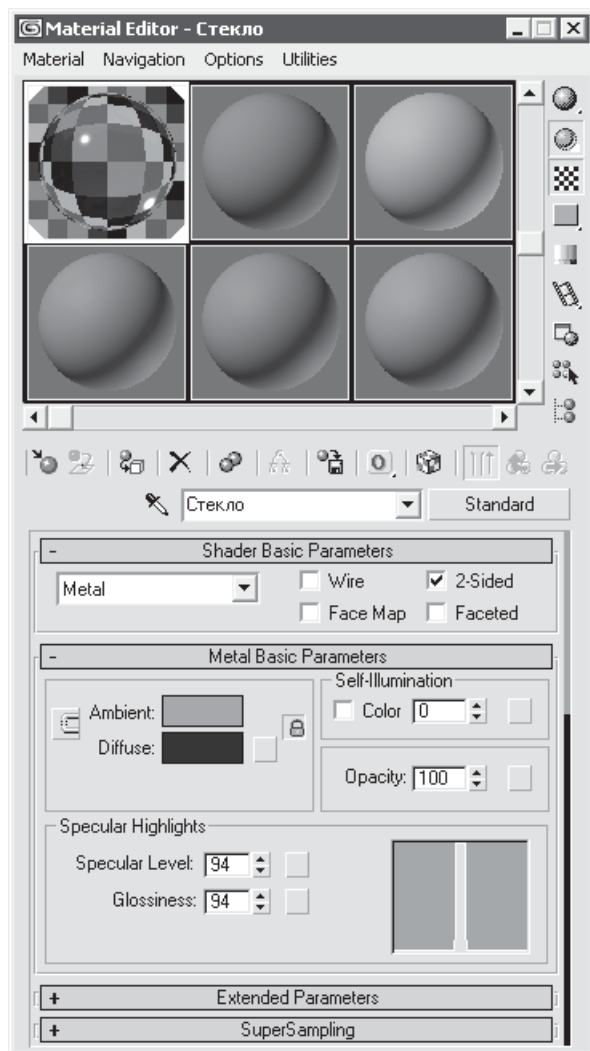 Material Editor - Стекло
Material Navigation Options Utilities
Стекло Standard
Shader Basic Parameters
Metal Wire 2-Sided
Face Map Faceted
Metal Basic Parameters
Self-Illumination
Ambient: Color 0
Diffuse:
Opacity: 100
Specular Highlights
Specular Level: 94
Glossiness: 94
Extended Parameters
SuperSampling